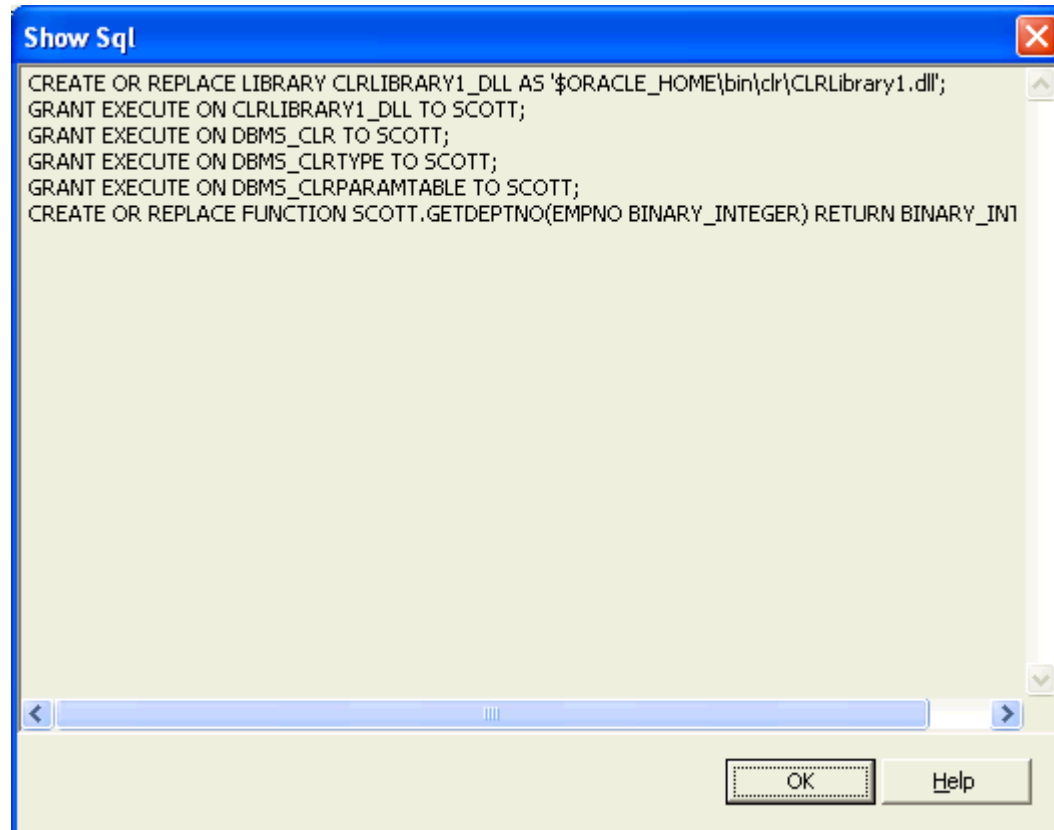 Show Sql
CREATE OR REPLACE LIBRARY CLRLIBRARY1_DLL AS '$ORACLE_HOME\bin\clr\CLRLibrary1.dll';
GRANT EXECUTE ON CLRLIBRARY1_DLL TO SCOTT;
GRANT EXECUTE ON DBMS_CLR TO SCOTT;
GRANT EXECUTE ON DBMS_CLRTYPE TO SCOTT;
GRANT EXECUTE ON DBMS_CLRPARAMTABLE TO SCOTT;
CREATE OR REPLACE FUNCTION SCOTT.GETDEPTNO(EMPNO BINARY_INTEGER) RETURN BINARY_INT
OK Help